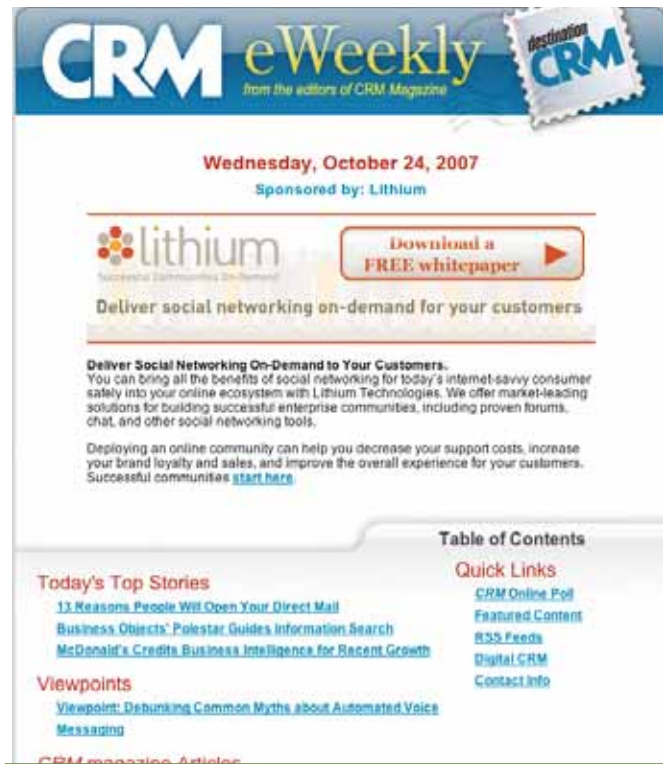 CRM eWeekly
from the editors of CRM Magazine
destination
CRM
Wednesday, October 24, 2007
Sponsored by: Lithium
lithium
Successful Communities On-Demand
Download a
FREE whitepaper
Deliver social networking on-demand for your customers
Deliver Social Networking On-Demand to Your Customers.
You can bring all the benefits of social networking for today's internet-savvy consumer
safely into your online ecosystem with Lithium Technologies. We offer market-leading
solutions for building successful enterprise communities, including proven forums,
chat, and other social networking tools.
Deploying an online community can help you decrease your support costs, increase
your brand loyalty and sales, and improve the overall experience for your customers.
Successful communities start here.
Table of Contents
Today's Top Stories
13 Reasons People Will Open Your Direct Mail
Business Objects' Polestar Guides Information Search
McDonald's Credits Business Intelligence for Recent Growth
Viewpoints
Viewpoint: Debunking Common Myths about Automated Voice
Messaging
CRM magazine Articles
Quick Links
CRM Online Poll
Featured Content
RSS Feeds
Digital CRM
Contact Info